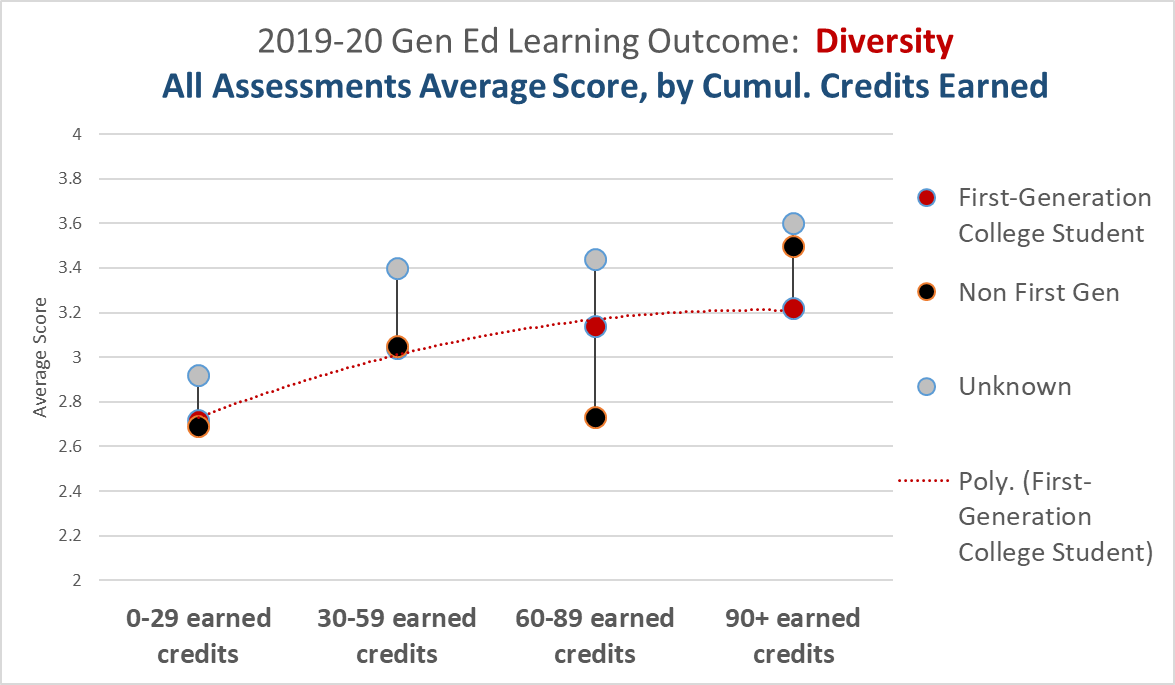 2019-20 Gen Ed Learning Outcome: Diversity
All Assessments Average Score, by Cumul. Credits Earned
4
3.8
3.6
3.4
3.2
3
2.8
2.6
2.4
2.2
2
Average Score
0-29 earned
credits
30-59 earned
credits
60-89 earned
credits
90+ earned
credits
First-Generation
College Student
Non First Gen
Unknown
Poly. (First-
Generation
College Student)